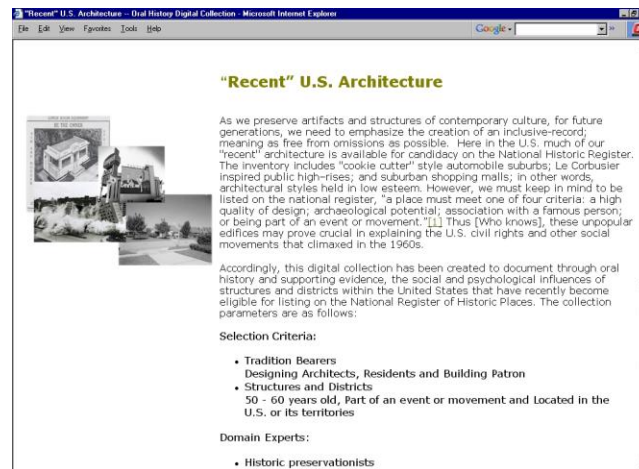 "Recent" U.S. Architecture -- Oral History Digital Collection - Microsoft Internet Explorer
File Edit View Favorites Tools Help
Google
"Recent" U.S. Architecture
As we preserve artifacts and structures of contemporary culture, for future
generations, we need to emphasize the creation of an inclusive-record;
meaning as free from omissions as possible. Here in the U.S. much of our
"recent" architecture is available for candidacy on the National Historic Register.
The inventory includes "cookie cutter" style automobile suburbs; Le Corbusier
inspired public high-rises; and suburban shopping malls; in other words,
architectural styles held in low esteem. However, we must keep in mind to be
listed on the national register, "a place must meet one of four criteria: a high
quality of design; archaeological potential; association with a famous person;
or being part of an event or movement."[1] Thus [Who knows], these unpopular
edifices may prove crucial in explaining the U.S. civil rights and other social
movements that climaxed in the 1960s.
Accordingly, this digital collection has been created to document through oral
history and supporting evidence, the social and psychological influences of
structures and districts within the United States that have recently become
eligible for listing on the National Register of Historic Places. The collection
parameters are as follows:
Selection Criteria:
• Tradition Bearers
Designing Architects, Residents and Building Patron
• Structures and Districts
50 - 60 years old, Part of an event or movement and Located in the
U.S. or its territories
Domain Experts:
• Historic preservationists